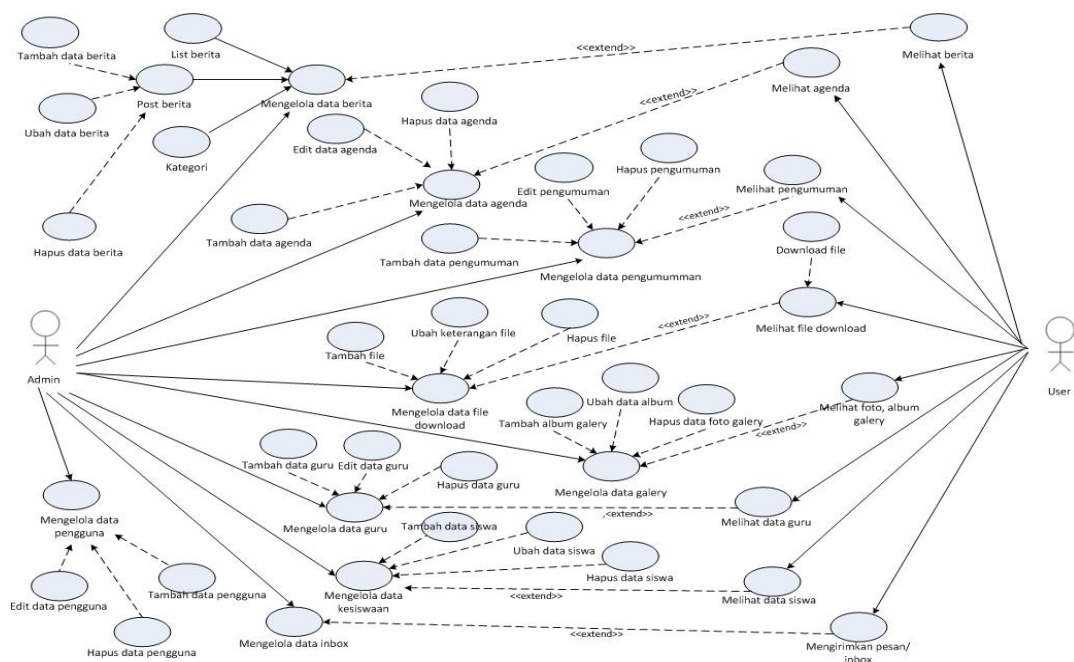 Tambah data berita
List berita
<<extend>>
Melihat berita
Ubah data berita
Post berita
Mengelola data berita
Hapus data agenda
<<extend>>
Melihat agenda
Edit data agenda
Kategori
Hapus pengumuman
Edit pengumuman
Melihat pengumuman
Mengelola data agenda
<<extend>>
Hapus data berita
Tambah data agenda
Tambah data pengumuman
Mengelola data pengumumman
Download file
Admin
Tambah file
Ubah keterangan file
Hapus file
<<extend>>
Melihat file download
User
Mengelola data file
download
Ubah data album
Tambah album galery
Hapus data foto galery
Melihat foto, album
galery
<<extend>>
Tambah data guru
Edit data guru
Hapus data guru
Mengelola data galery
Mengelola data
pengguna
Mengelola data guru
<<extend>>
Melihat data guru
Tambah data siswa
Ubah data siswa
Hapus data siswa
Mengelola data
kesiswaan
<<extend>>
Melihat data siswa
Edit data pengguna
Tambah data pengguna
Hapus data pengguna
Mengelola data inbox
<<extend>>
Mengirimkan pesan/
inbox